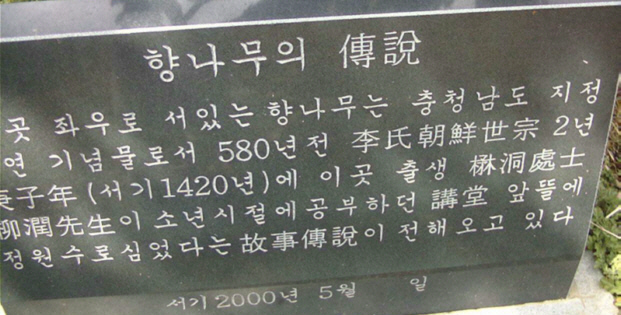 향나무의 傳說
곳 좌우로 서있는 향나무는 충청남도 지정
연 기념물로서 580년전 李氏朝鮮世宗 2년
庚子年(서기1420년)에 이곳 출생 楙洞處士
柳潤先生이 소년시절에공부하던 講堂 앞뜰에
정원수로심었다는 故事傳說이 전해오고 있다
서기 2000년 5월 일